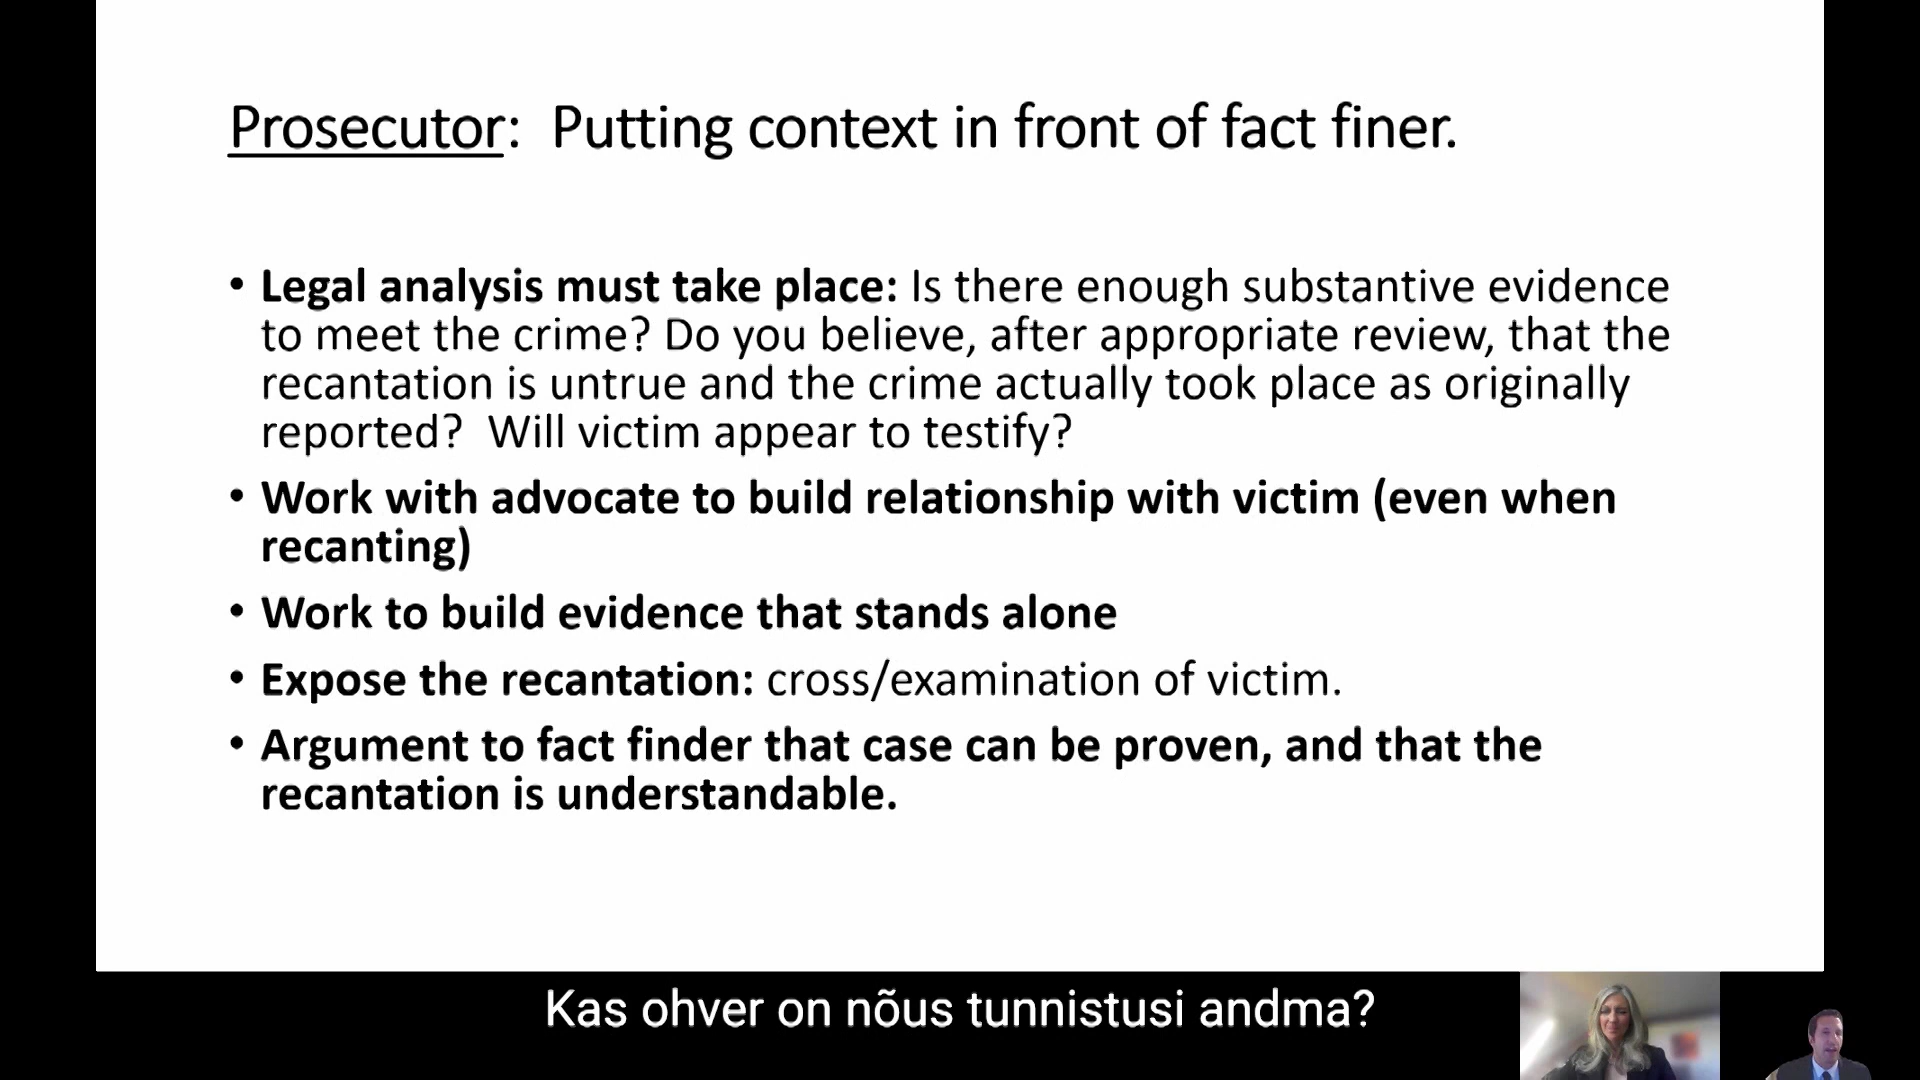 Prosecutor: Putting context in front of fact finer.
• Legal analysis must take place: Is there enough substantive evidence
to meet the crime? Do you believe, after appropriate review, that the
recantation is untrue and the crime actually took place as originally
reported? Will victim appear to testify?
• Work with advocate to build relationship with victim (even when
recanting)
• Work to build evidence that stands alone
• Expose the recantation: cross/examination of victim.
• Argument to fact finder that case can be proven, and that the
recantation is understandable.
Kas ohver on nõus tunnistusi andma?